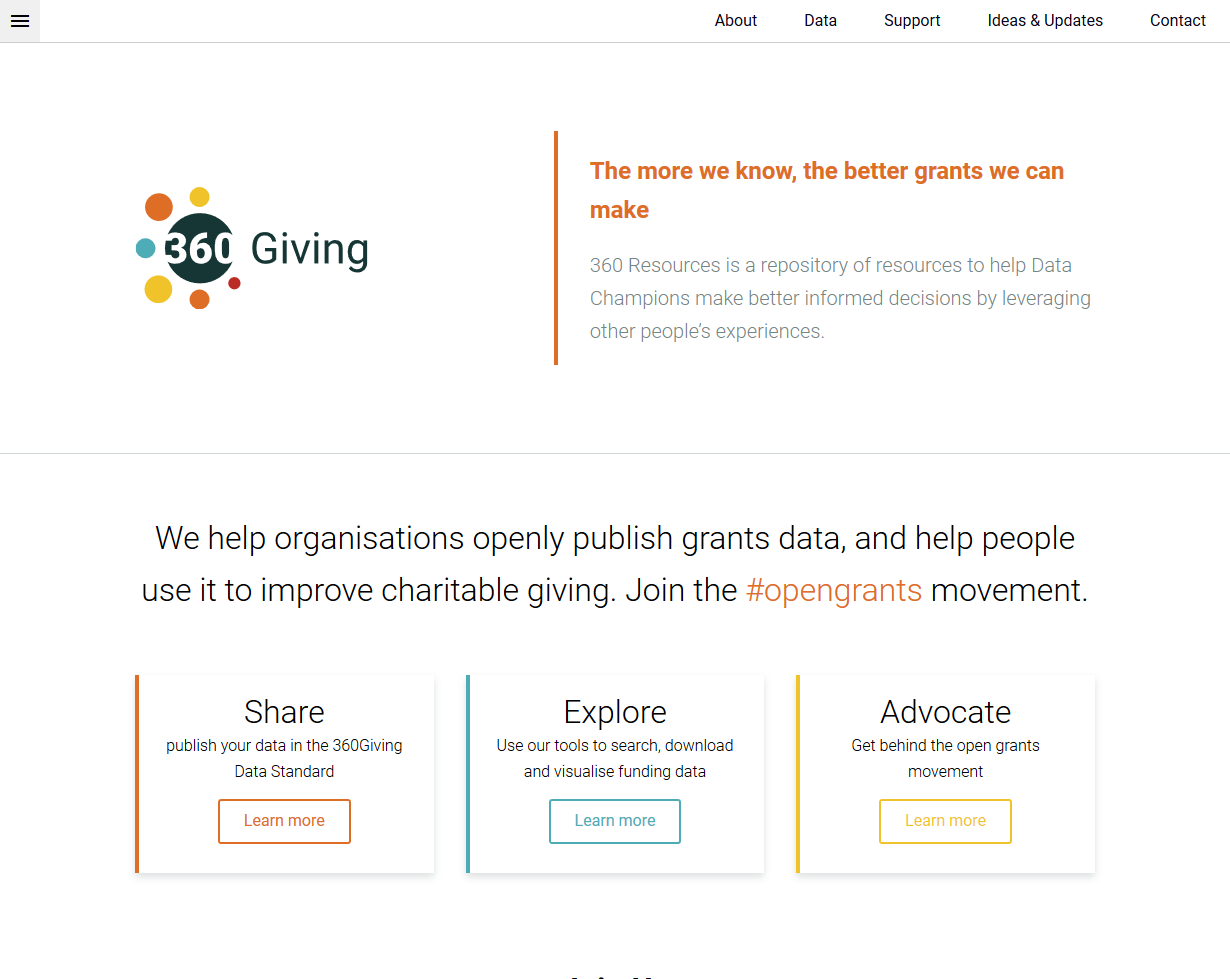 About Data Support Ideas & Updates Contact
The more we know, the better grants we can
make
360 Giving
360 Resources is a repository of resources to help Data
Champions make better informed decisions by leveraging
other people’s experiences.
We help organisations openly publish grants data, and help people
use it to improve charitable giving. Join the #opengrants movement.
Share
publish your data in the 360Giving
Data Standard
Learn more
Explore
Use our tools to search, download
and visualise funding data
Learn more
Advocate
Get behind the open grants
movement
Learn more